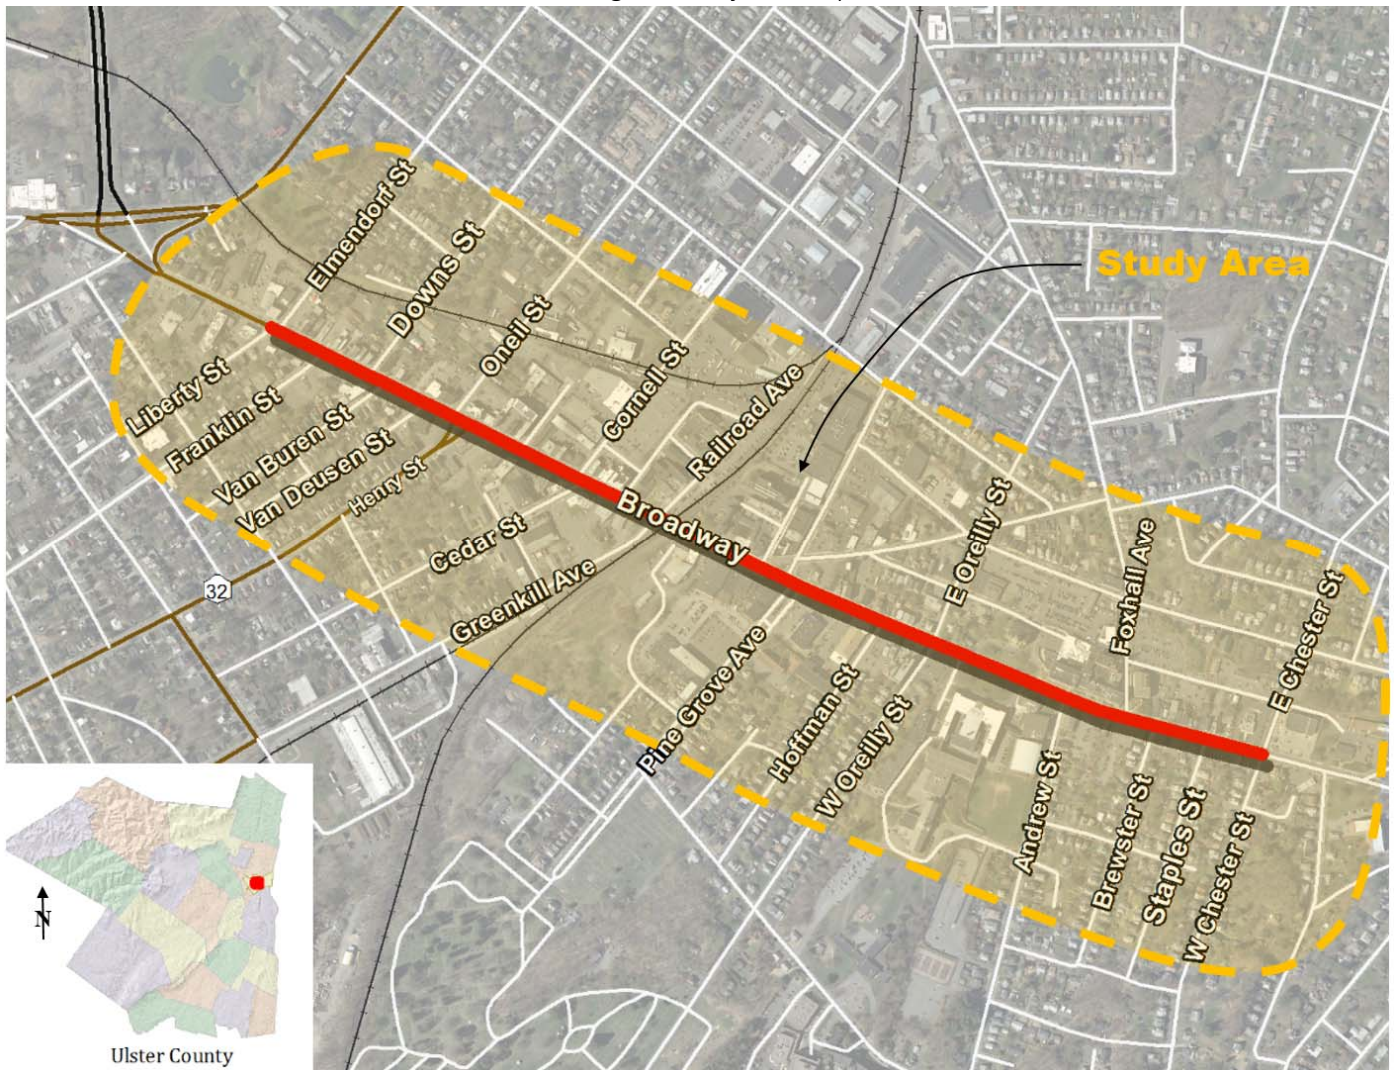 Elmendorf St
Downs St
Oneil St
Study Area
Cornell St
Railroad Ave
Liberty St
Franklin St
Van Buren St
Van Deusen St
Henry St
Broadway
E Oreilly St
Foxhall Ave
Cedar St
Greenkill Ave
32
E Chester St
Pine Grove Ave
Hoffman St
W Oreilly St
Andrew St
Brewster St
Staples St
W Chester St
N
Ulster County